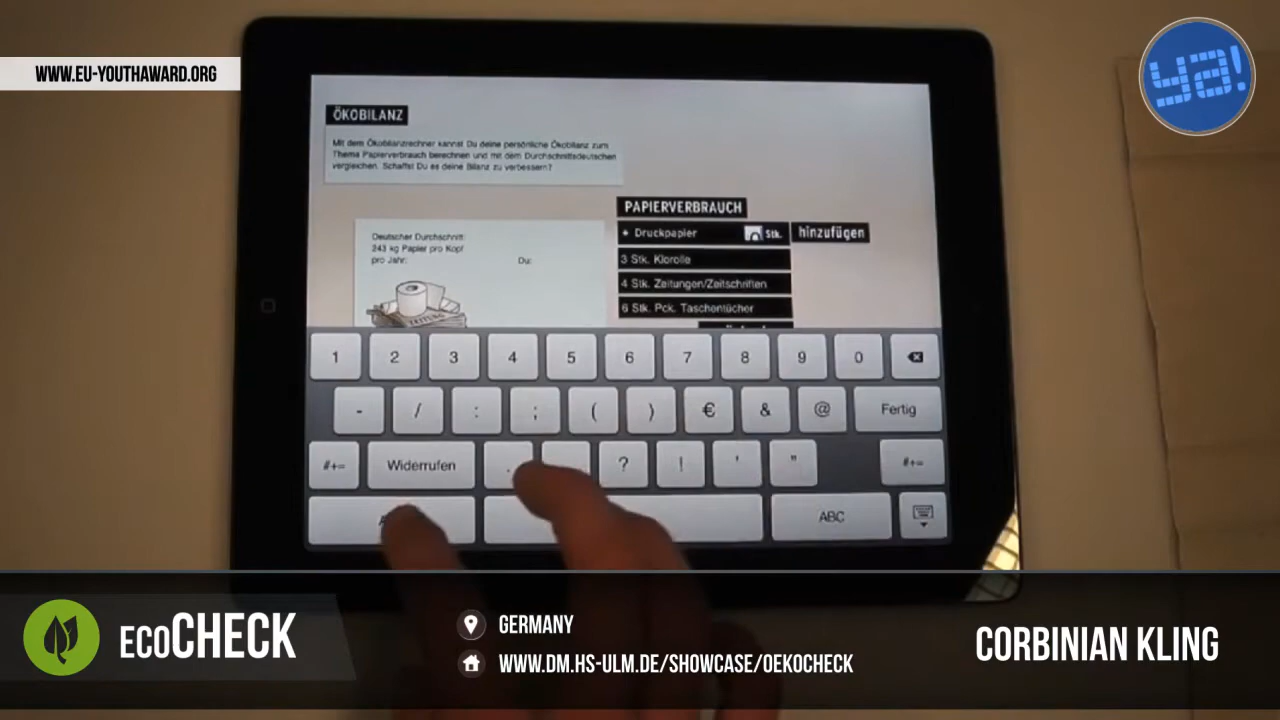 WWW.EU-YOUTHAWARD.ORG
ya!
ÖKOBILANZ
Mit dem Ökobilanzrechner kannst Du deine persönliche Ökobilanz zum
Thema Papierverbrauch berechnen und mit dem Durchschnittsdeutschen
vergleichen. Schaffst Du es deine Bilanz zu verbessern?
PAPIERVERBRAUCH
+ Druckpapier Stk. hinzufügen
3 Stk. Klorolle
4 Stk. Zeitungen/Zeitschriften
6 Stk. Pck. Taschentücher
Deutscher Durchschnitt:
243 kg Papier pro Kopf
pro Jahr:
Du:
ZEITUNG
1 2 3 4 5 6 7 8 9 0
- / : ; ( ) € & @ Fertig
#+= Widerrufen . ? ! ' " #+=
ABC
ecoCHECK
GERMANY
WWW.DM.HS-ULM.DE/SHOWCASE/OEKOCHECK
CORBINIAN KLING